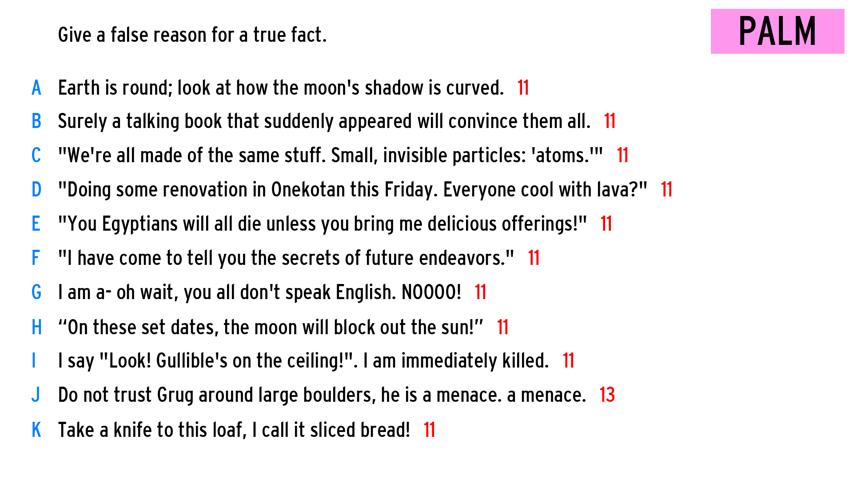 Give a false reason for a true fact.
PALM
A Earth is round; look at how the moon's shadow is curved. 11
B Surely a talking book that suddenly appeared will convince them all. 11
C "We're all made of the same stuff. Small, invisible particles: 'atoms.'" 11
D "Doing some renovation in Onekotan this Friday. Everyone cool with lava?" 11
E "You Egyptians will all die unless you bring me delicious offerings!" 11
F "I have come to tell you the secrets of future endeavors." 11
G I am a- oh wait, you all don't speak English. NOOOO! 11
H “On these set dates, the moon will block out the sun!” 11
I I say "Look! Gullible's on the ceiling!". I am immediately killed. 11
J Do not trust Grug around large boulders, he is a menace. a menace. 13
K Take a knife to this loaf, I call it sliced bread! 11